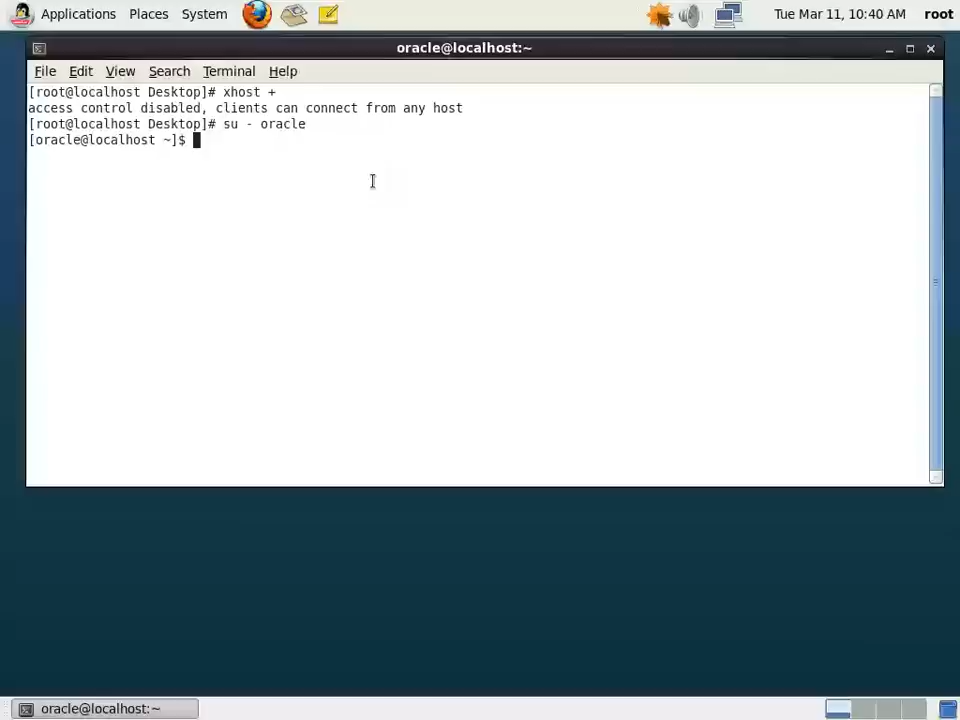 Applications Places System Tue Mar 11, 10:40 AM root
oracle@localhost:~
File Edit View Search Terminal Help
[root@localhost Desktop]# xhost +
access control disabled, clients can connect from any host
[root@localhost Desktop]# su - oracle
[oracle@localhost ~]$
oracle@localhost:~